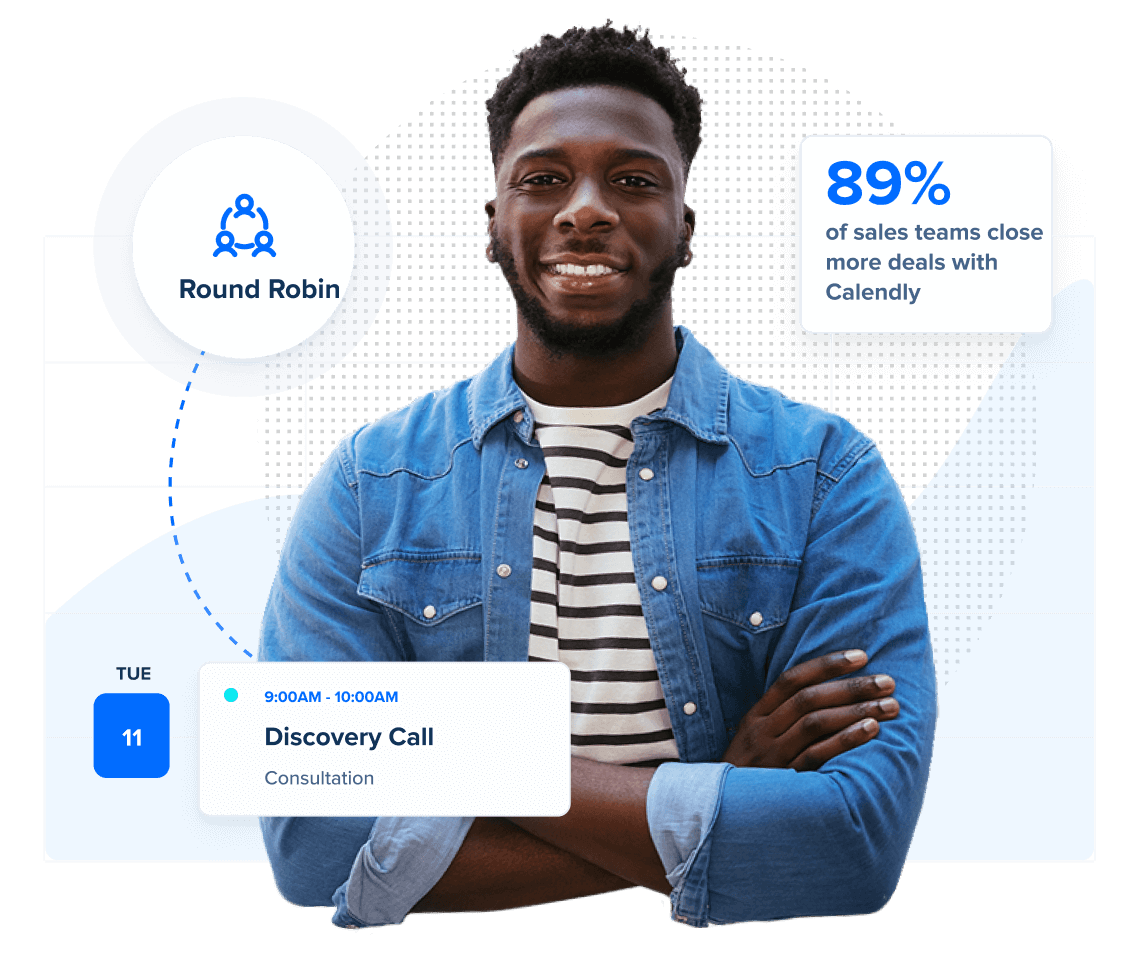 Round Robin
89%
of sales teams close
more deals with
Calendly
TUE
11
9:00AM - 10:00AM
Discovery Call
Consultation